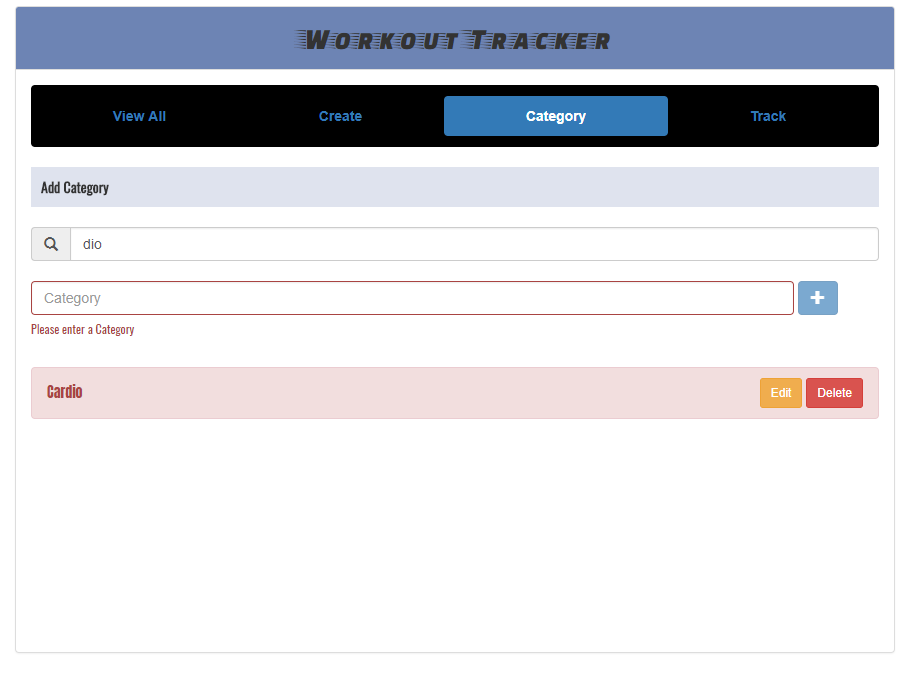 Workout Tracker
View All Create Category Track
Add Category
dio
Category
Please enter a Category
Cardio Edit Delete